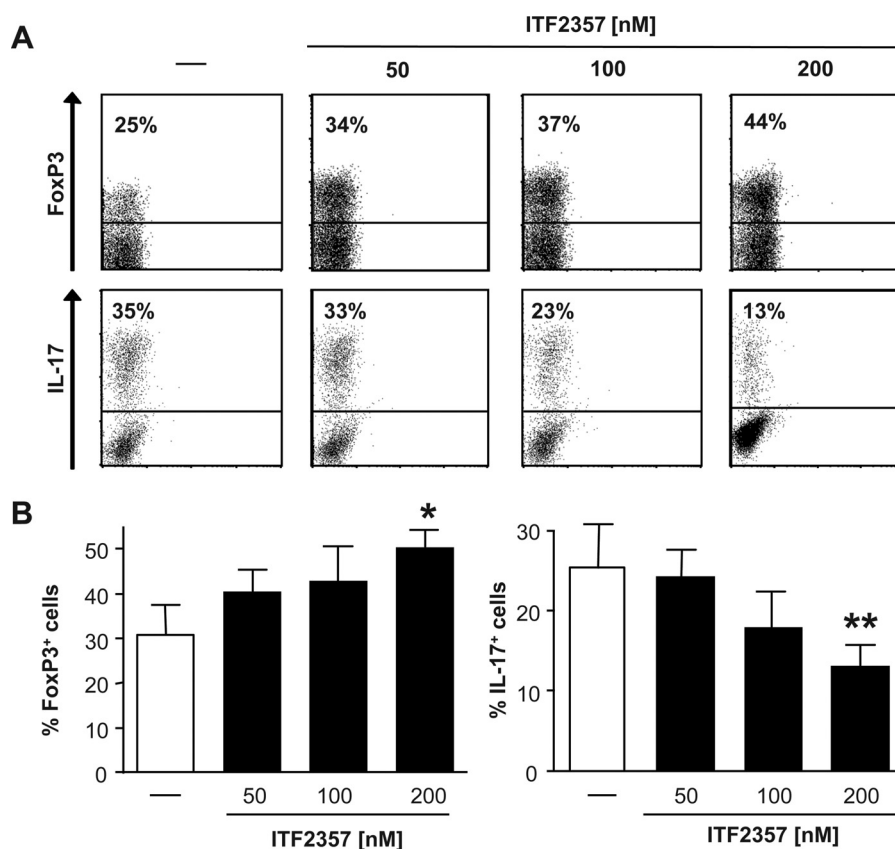 A
ITF2357 [nM]
— 50 100 200
FoxP3
25% 34% 37% 44%
IL-17
35% 33% 23% 13%
B
% FoxP3⁺ cells
50
40
30
20
10
0
*
— 50 100 200
ITF2357 [nM]
% IL-17⁺ cells
30
20
10
0
**
— 50 100 200
ITF2357 [nM]